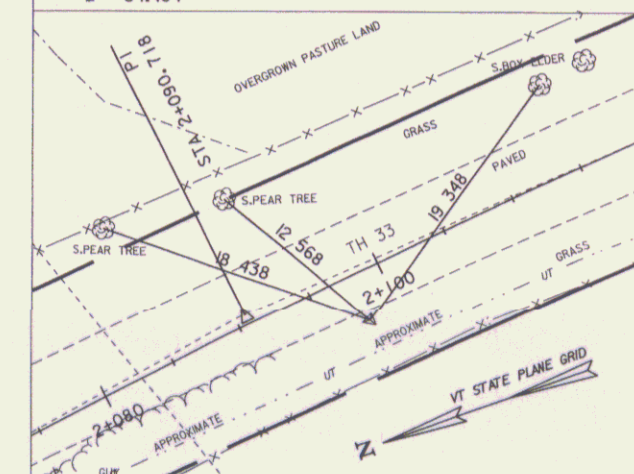 OVERGROWN PASTURE LAND
PI
STA 2+090.718
S.BOX ELDER
GRASS
PAVED
S.PEAR TREE
S.PEAR TREE
19 348
12 568
18 438
TH 33
2+100
GRASS
UT
APPROXIMATE
UT
VT STATE PLANE GRID
N
2+080
APPROXIMATE